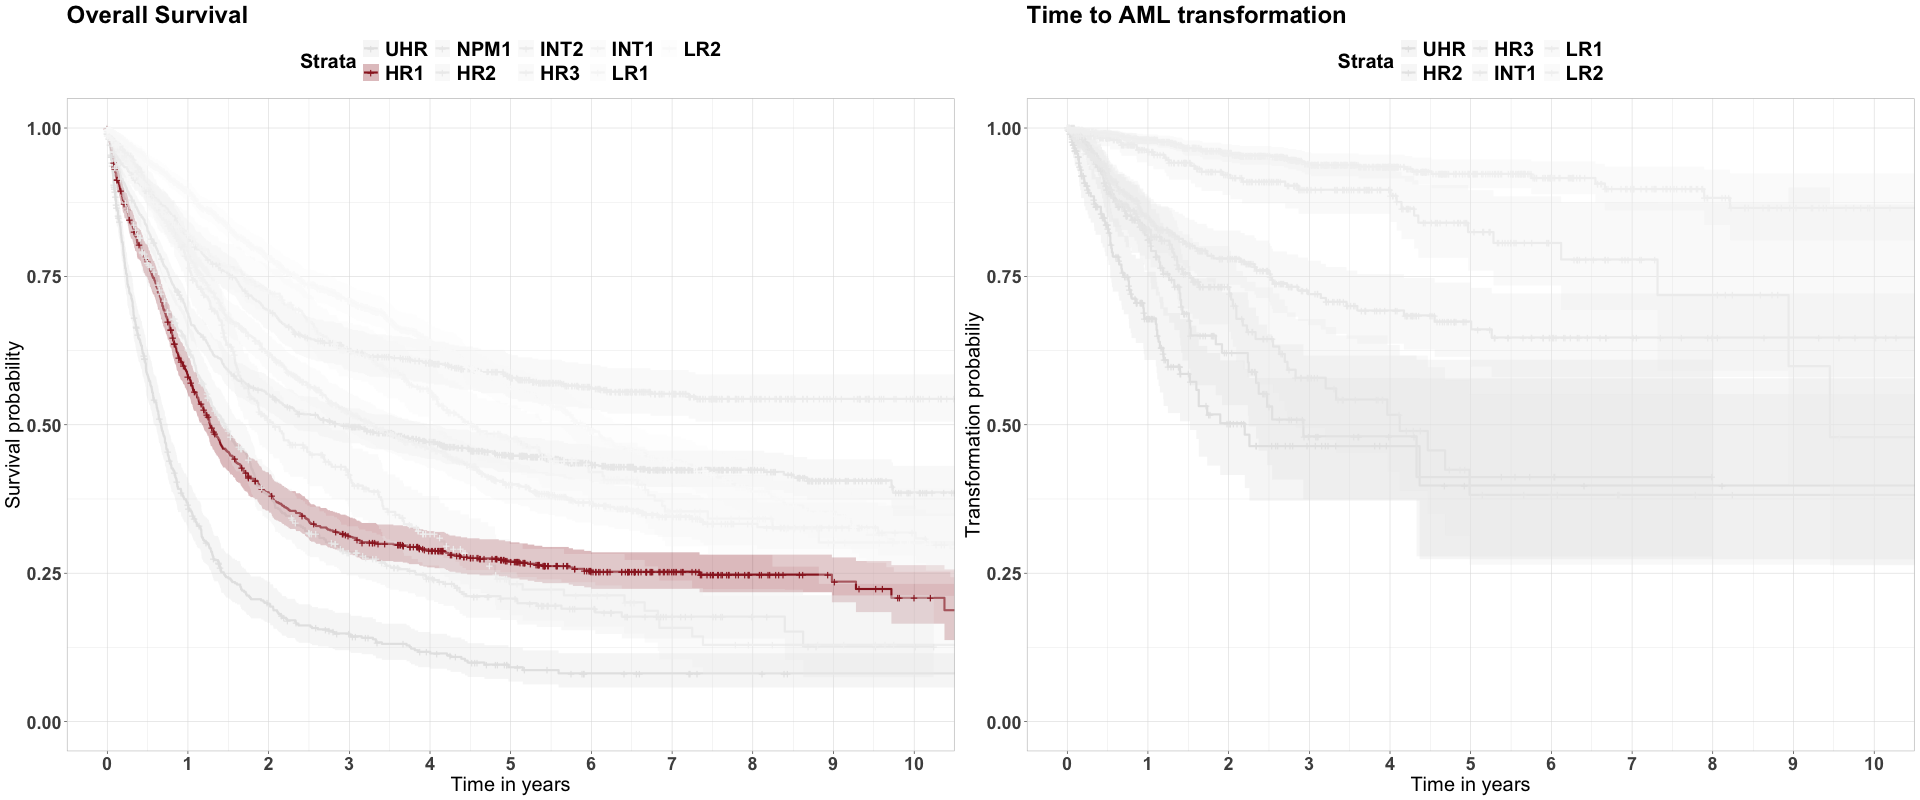 Overall Survival
Strata
UHR NPM1 INT2 INT1 LR2
HR1 HR2 HR3 LR1
1.00
0.75
0.50
0.25
0.00
Survival probability
0 1 2 3 4 5 6 7 8 9 10
Time in years
Time to AML transformation
Strata
UHR HR3 LR1
HR2 INT1 LR2
1.00
0.75
0.50
0.25
0.00
Transformation probability
0 1 2 3 4 5 6 7 8 9 10
Time in years